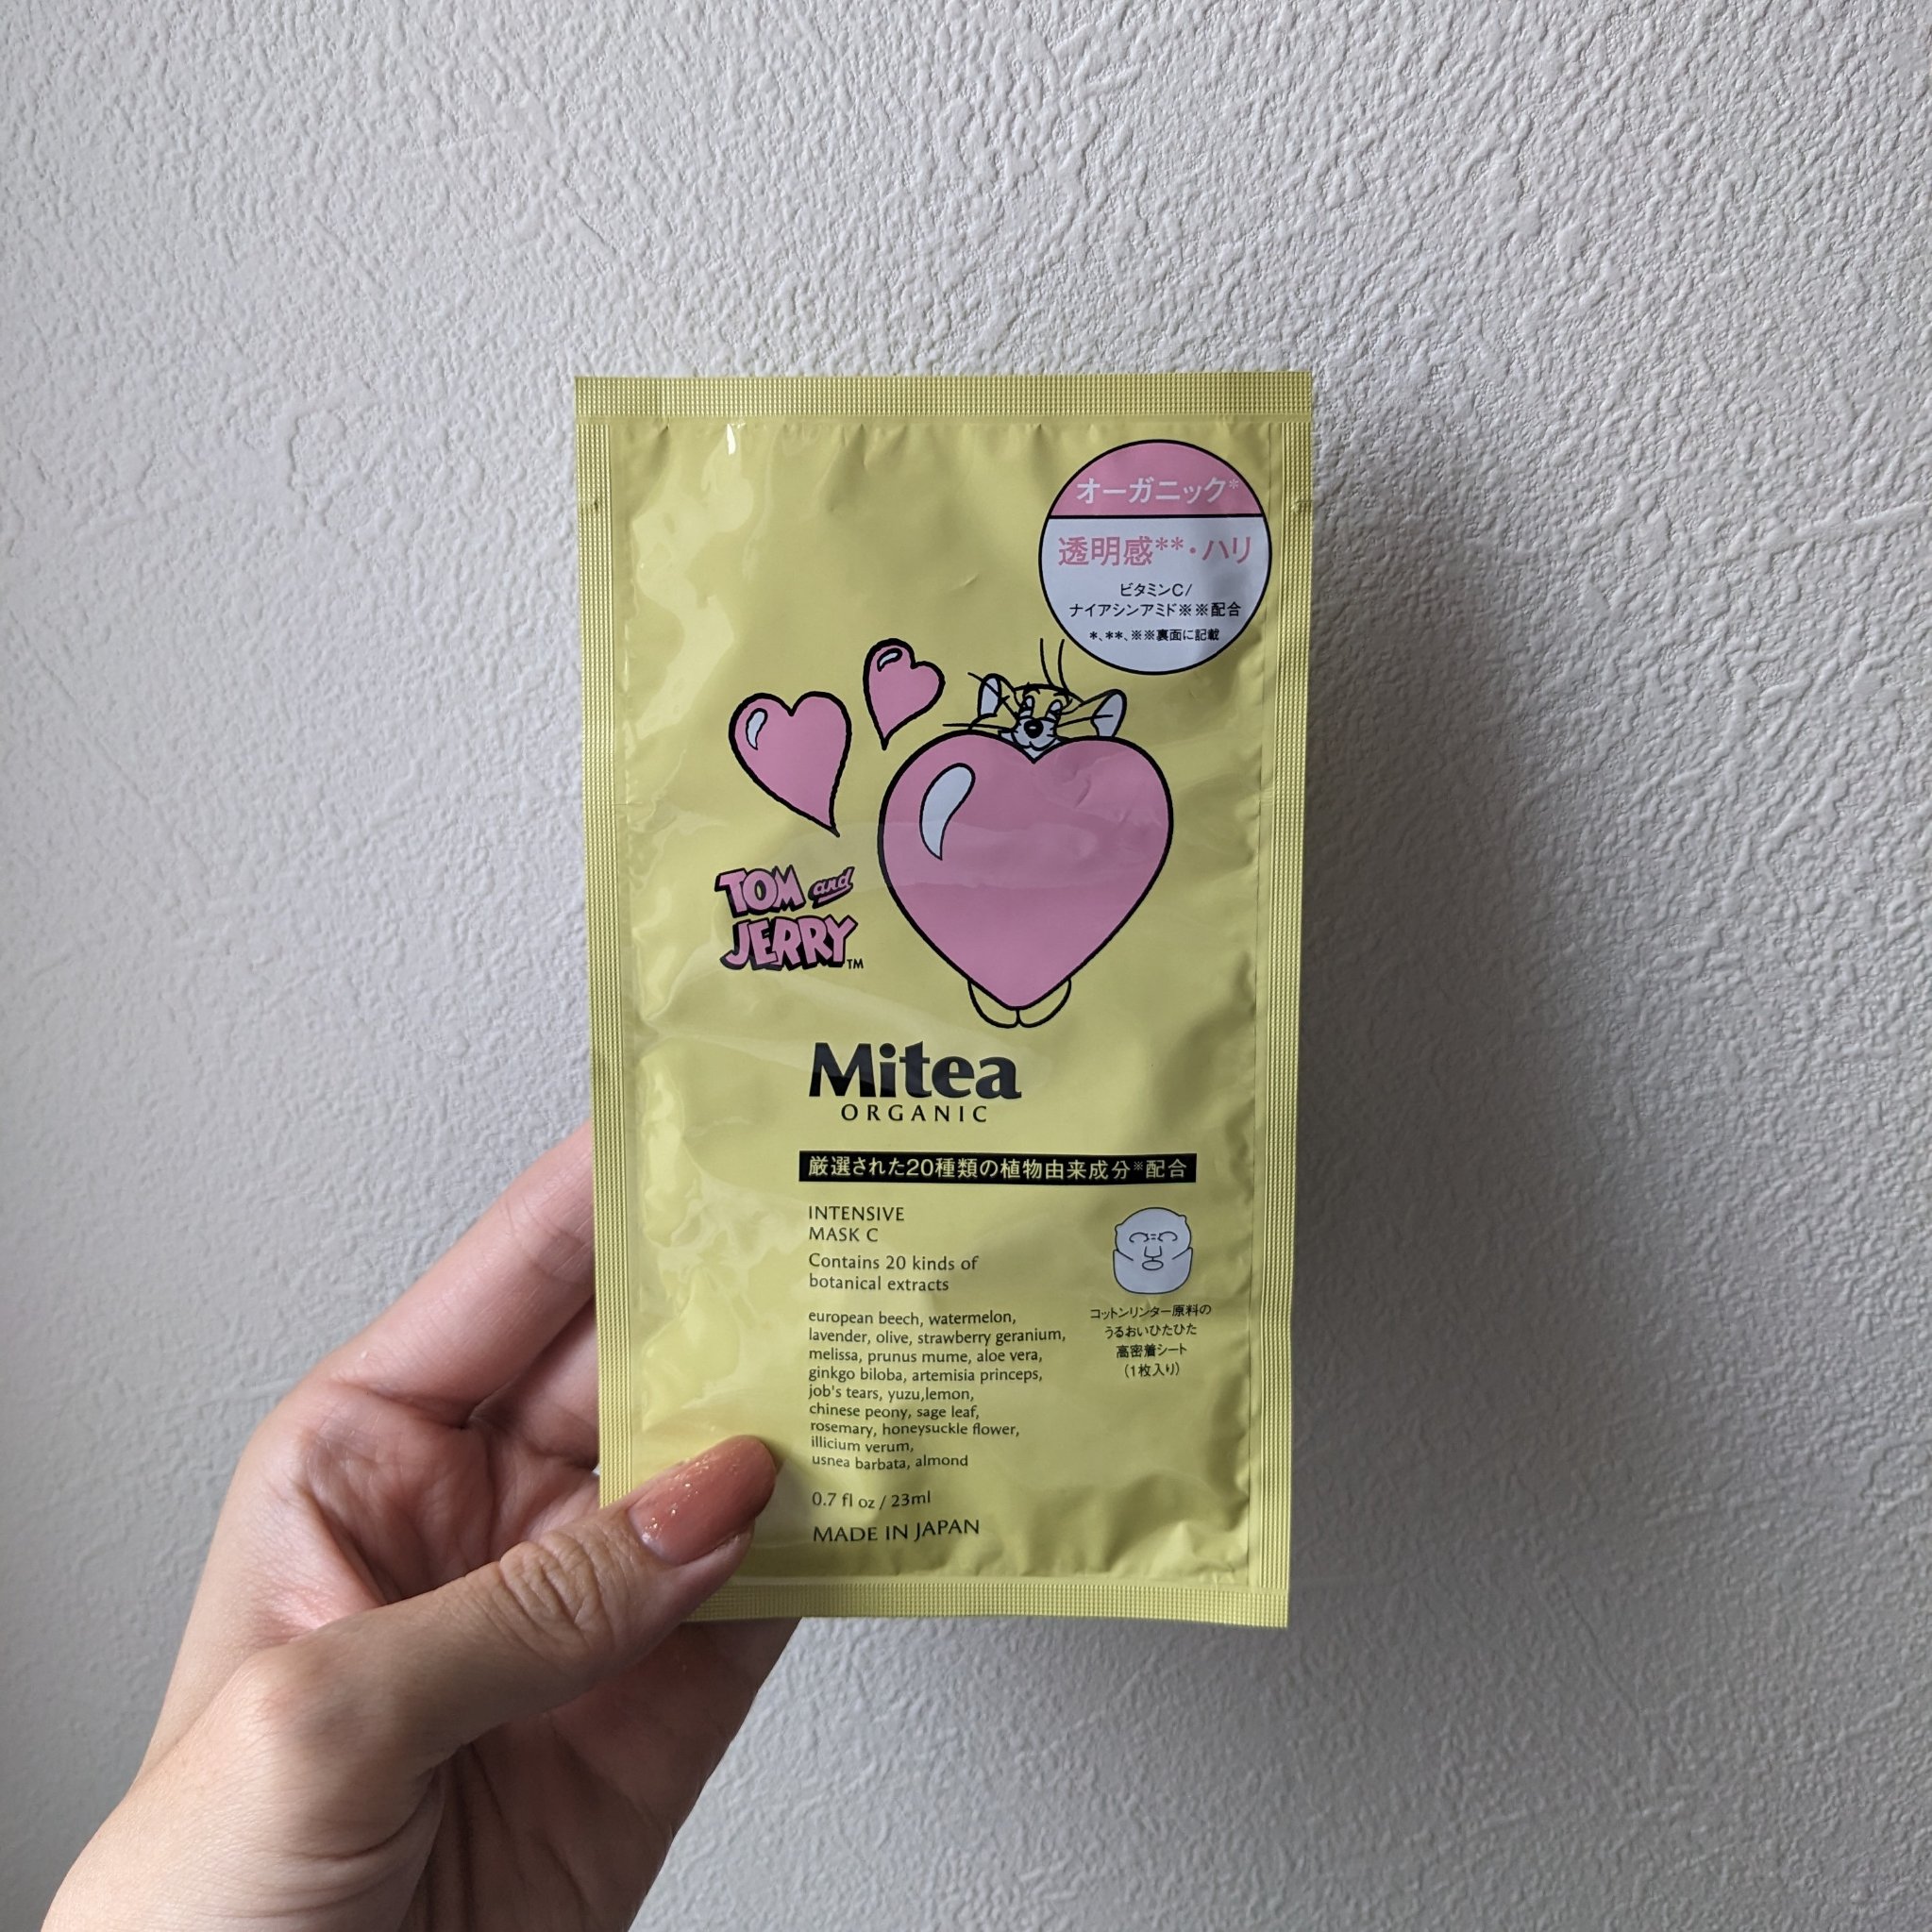 オーガニック*
透明感**・ハリ
ビタミンC/
ナイアシンアミド※※配合
*、**、※※裏面に記載
TOM and
JERRY™
Mitea
ORGANIC
厳選された20種類の植物由来成分※配合
INTENSIVE
MASK C
Contains 20 kinds of
botanical extracts
european beech, watermelon,
lavender, olive, strawberry geranium,
melissa, prunus mume, aloe vera,
ginkgo biloba, artemisia princeps,
job's tears, yuzu,lemon,
chinese peony, sage leaf,
rosemary, honeysuckle flower,
illicium verum,
usnea barbata, almond
0.7 fl oz / 23ml
MADE IN JAPAN
コットンリンター原料の
うるおいひたひた
高密着シート
（1枚入り）